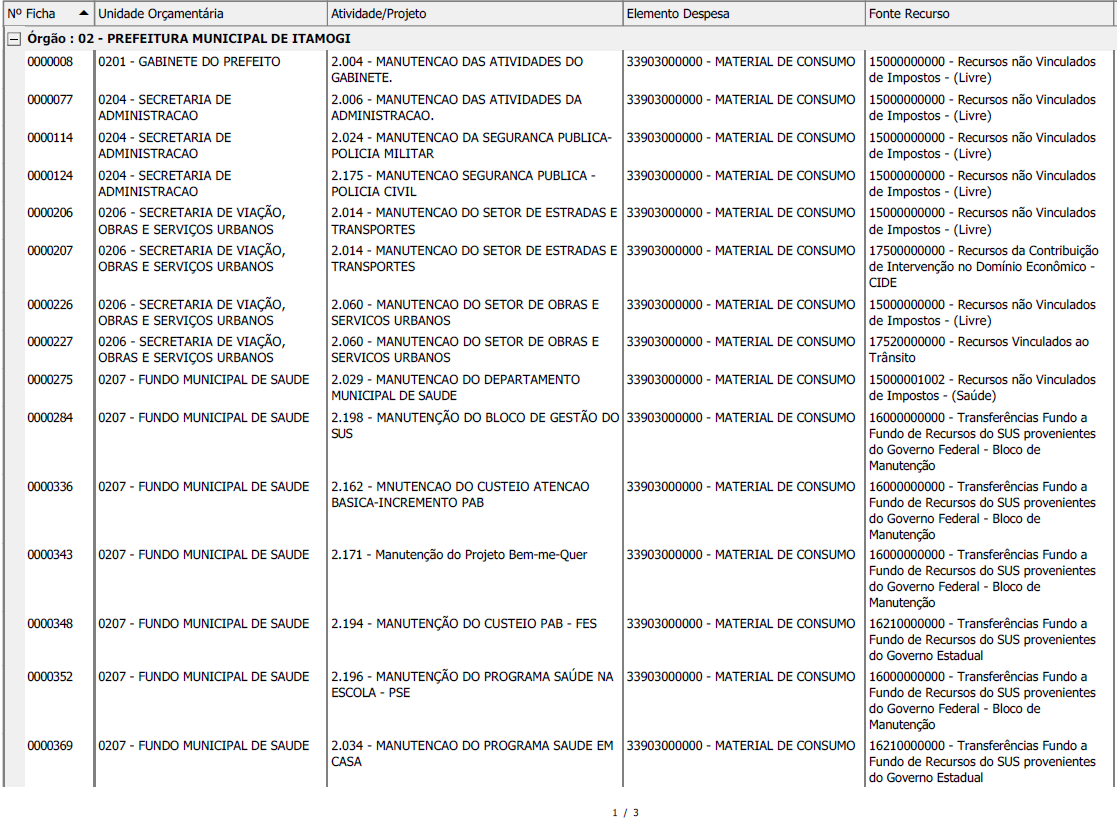 Nº Ficha Unidade Orçamentária Atividade/Projeto Elemento Despesa Fonte Recurso
Órgão : 02 - PREFEITURA MUNICIPAL DE ITAMOGI
0000008 0201 - GABINETE DO PREFEITO 2.004 - MANUTENCAO DAS ATIVIDADES DO 33903000000 - MATERIAL DE CONSUMO 15000000000 - Recursos não Vinculados
GABINETE. de Impostos - (Livre)
0000077 0204 - SECRETARIA DE 2.006 - MANUTENCAO DAS ATIVIDADES DA 33903000000 - MATERIAL DE CONSUMO 15000000000 - Recursos não Vinculados
ADMINISTRACAO ADMINISTRACAO. de Impostos - (Livre)
0000114 0204 - SECRETARIA DE 2.024 - MANUTENCAO DA SEGURANCA PUBLICA- 33903000000 - MATERIAL DE CONSUMO 15000000000 - Recursos não Vinculados
ADMINISTRACAO POLICIA MILITAR de Impostos - (Livre)
0000124 0204 - SECRETARIA DE 2.175 - MANUTENCAO SEGURANCA PUBLICA - 33903000000 - MATERIAL DE CONSUMO 15000000000 - Recursos não Vinculados
ADMINISTRACAO POLICIA CIVIL de Impostos - (Livre)
0000206 0206 - SECRETARIA DE VIAÇÃO, 2.014 - MANUTENCAO DO SETOR DE ESTRADAS E 33903000000 - MATERIAL DE CONSUMO 15000000000 - Recursos não Vinculados
OBRAS E SERVIÇOS URBANOS TRANSPORTES de Impostos - (Livre)
0000207 0206 - SECRETARIA DE VIAÇÃO, 2.014 - MANUTENCAO DO SETOR DE ESTRADAS E 33903000000 - MATERIAL DE CONSUMO 17500000000 - Recursos da Contribuição
OBRAS E SERVIÇOS URBANOS TRANSPORTES de Intervenção no Domínio Econômico -
CIDE
0000226 0206 - SECRETARIA DE VIAÇÃO, 2.060 - MANUTENCAO DO SETOR DE OBRAS E 33903000000 - MATERIAL DE CONSUMO 15000000000 - Recursos não Vinculados
OBRAS E SERVIÇOS URBANOS SERVICOS URBANOS de Impostos - (Livre)
0000227 0206 - SECRETARIA DE VIAÇÃO, 2.060 - MANUTENCAO DO SETOR DE OBRAS E 33903000000 - MATERIAL DE CONSUMO 17520000000 - Recursos Vinculados ao
OBRAS E SERVIÇOS URBANOS SERVICOS URBANOS Trânsito
0000275 0207 - FUNDO MUNICIPAL DE SAUDE 2.029 - MANUTENCAO DO DEPARTAMENTO 33903000000 - MATERIAL DE CONSUMO 15000001002 - Recursos não Vinculados
MUNICIPAL DE SAUDE de Impostos - (Saúde)
0000284 0207 - FUNDO MUNICIPAL DE SAUDE 2.198 - MANUTENÇÃO DO BLOCO DE GESTÃO DO 33903000000 - MATERIAL DE CONSUMO 16000000000 - Transferências Fundo a
SUS Fundo de Recursos do SUS provenientes
do Governo Federal - Bloco de
Manutenção
0000336 0207 - FUNDO MUNICIPAL DE SAUDE 2.162 - MNUTENCAO DO CUSTEIO ATENCAO 33903000000 - MATERIAL DE CONSUMO 16000000000 - Transferências Fundo a
BASICA-INCREMENTO PAB Fundo de Recursos do SUS provenientes
do Governo Federal - Bloco de
Manutenção
0000343 0207 - FUNDO MUNICIPAL DE SAUDE 2.171 - Manutenção do Projeto Bem-me-Quer 33903000000 - MATERIAL DE CONSUMO 16000000000 - Transferências Fundo a
Fundo de Recursos do SUS provenientes
do Governo Federal - Bloco de
Manutenção
0000348 0207 - FUNDO MUNICIPAL DE SAUDE 2.194 - MANUTENÇÃO DO CUSTEIO PAB - FES 33903000000 - MATERIAL DE CONSUMO 16210000000 - Transferências Fundo a
Fundo de Recursos do SUS provenientes
do Governo Estadual
0000352 0207 - FUNDO MUNICIPAL DE SAUDE 2.196 - MANUTENÇÃO DO PROGRAMA SAÚDE NA 33903000000 - MATERIAL DE CONSUMO 16000000000 - Transferências Fundo a
ESCOLA - PSE Fundo de Recursos do SUS provenientes
do Governo Federal - Bloco de
Manutenção
0000369 0207 - FUNDO MUNICIPAL DE SAUDE 2.034 - MANUTENCAO DO PROGRAMA SAUDE EM 33903000000 - MATERIAL DE CONSUMO 16210000000 - Transferências Fundo a
CASA Fundo de Recursos do SUS provenientes
do Governo Estadual
1 / 3